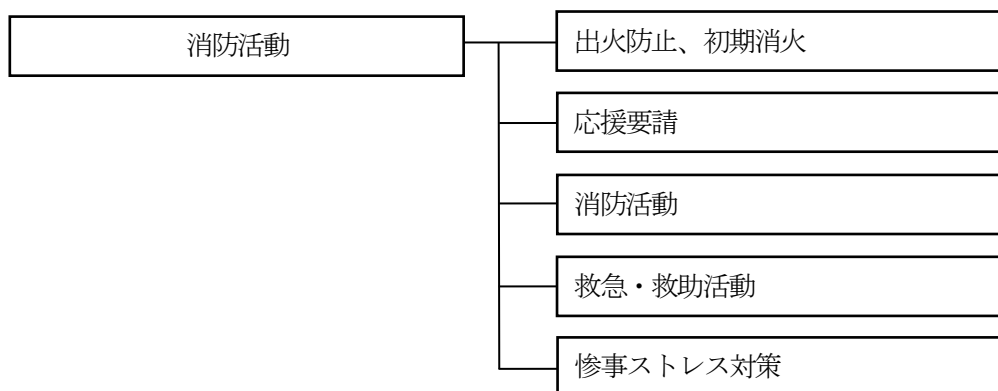 消防活動
出火防止、初期消火
応援要請
消防活動
救急・救助活動
惨事ストレス対策